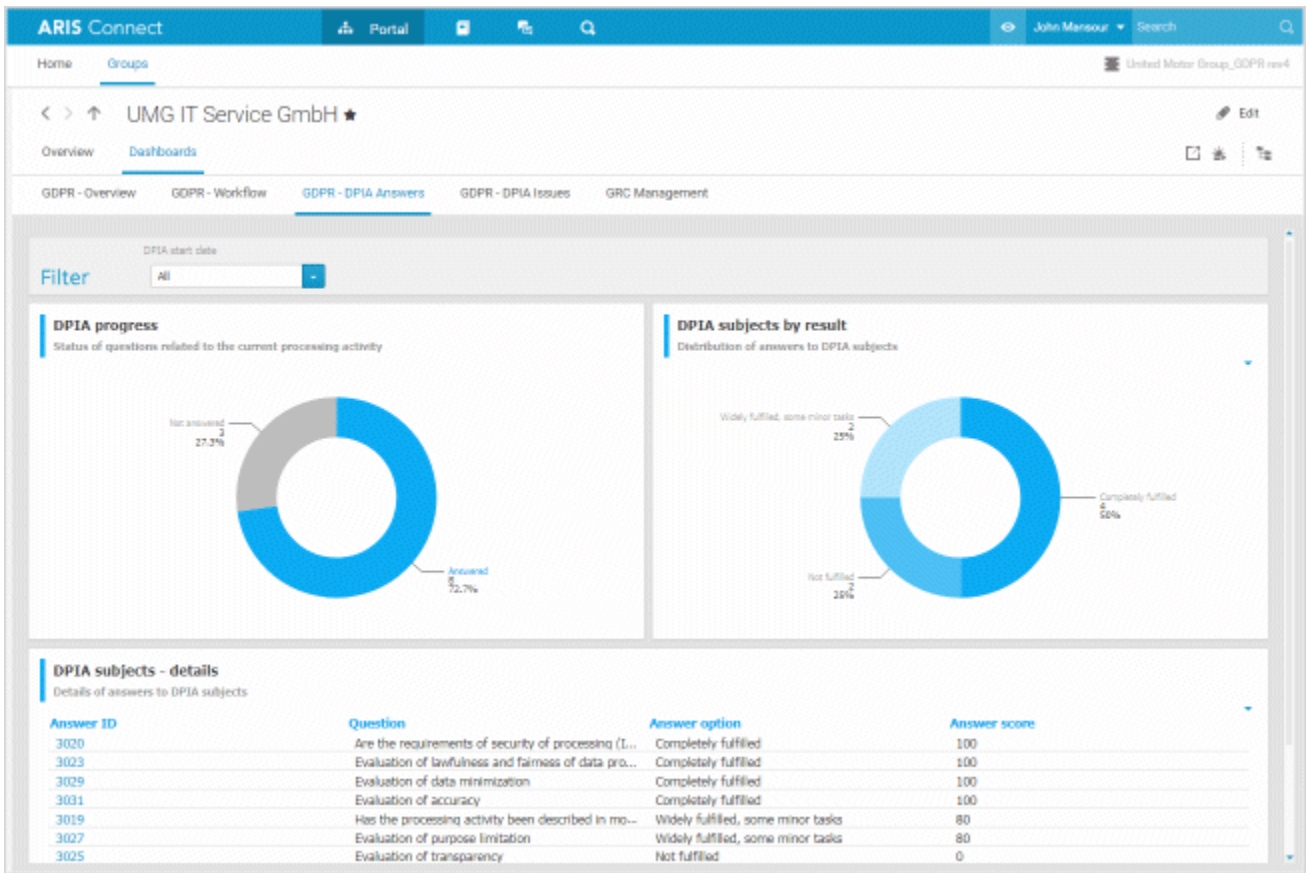 ARIS Connect Portal John Mansour Search
Home Groups United Motor Group_GDPR rev4
UMG IT Service GmbH Edit
Overview Dashboards
GDPR - Overview GDPR - Workflow GDPR - DPIA Answers GDPR - DPIA Issues GRC Management
DPIA start date
Filter All
DPIA progress
Status of questions related to the current processing activity
Not answered
3
27.3%
Answered
8
72.7%
DPIA subjects by result
Distribution of answers to DPIA subjects
Widely fulfilled, some minor tasks
2
25%
Completely fulfilled
4
50%
Not fulfilled
2
25%
DPIA subjects - details
Details of answers to DPIA subjects
Answer ID Question Answer option Answer score
3020 Are the requirements of security of processing (I... Completely fulfilled 100
3023 Evaluation of lawfulness and fairness of data pro... Completely fulfilled 100
3029 Evaluation of data minimization Completely fulfilled 100
3031 Evaluation of accuracy Completely fulfilled 100
3019 Has the processing activity been described in mo... Widely fulfilled, some minor tasks 80
3027 Evaluation of purpose limitation Widely fulfilled, some minor tasks 80
3025 Evaluation of transparency Not fulfilled 0